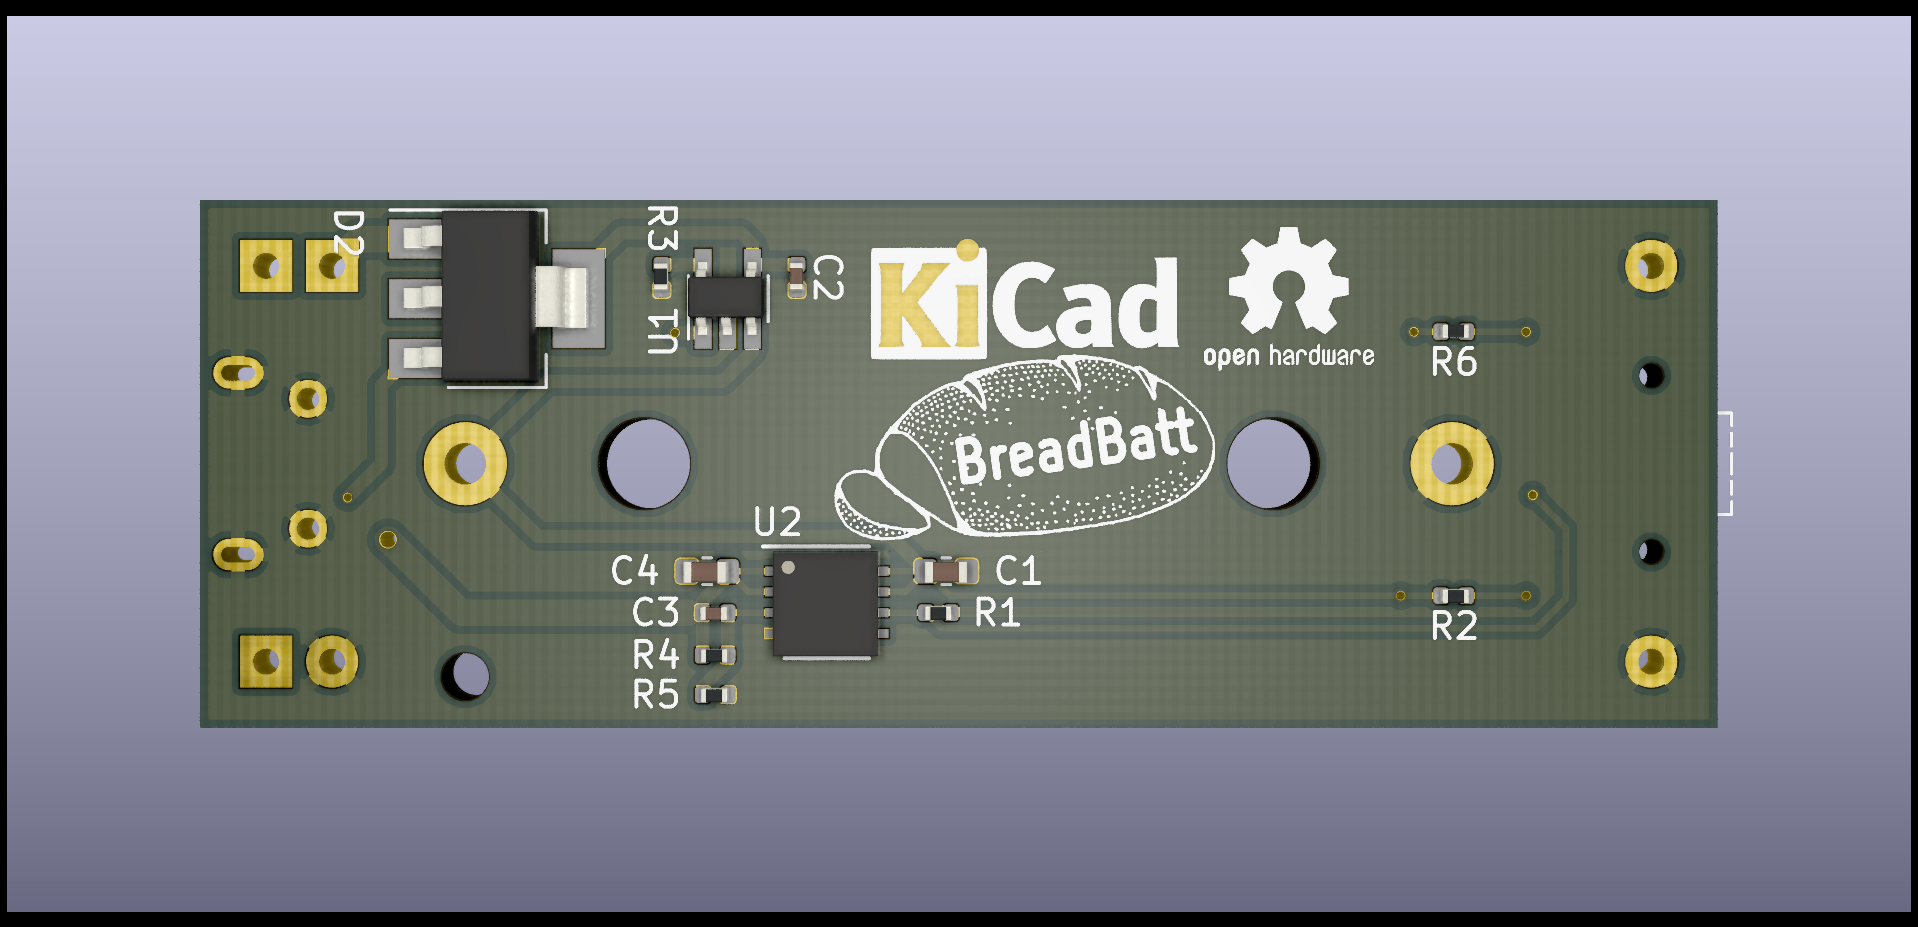 D2
R3
C2
U1
KiCad
open hardware
R6
BreadBatt
U2
C4
C1
C3
R1
R4
R2
R5